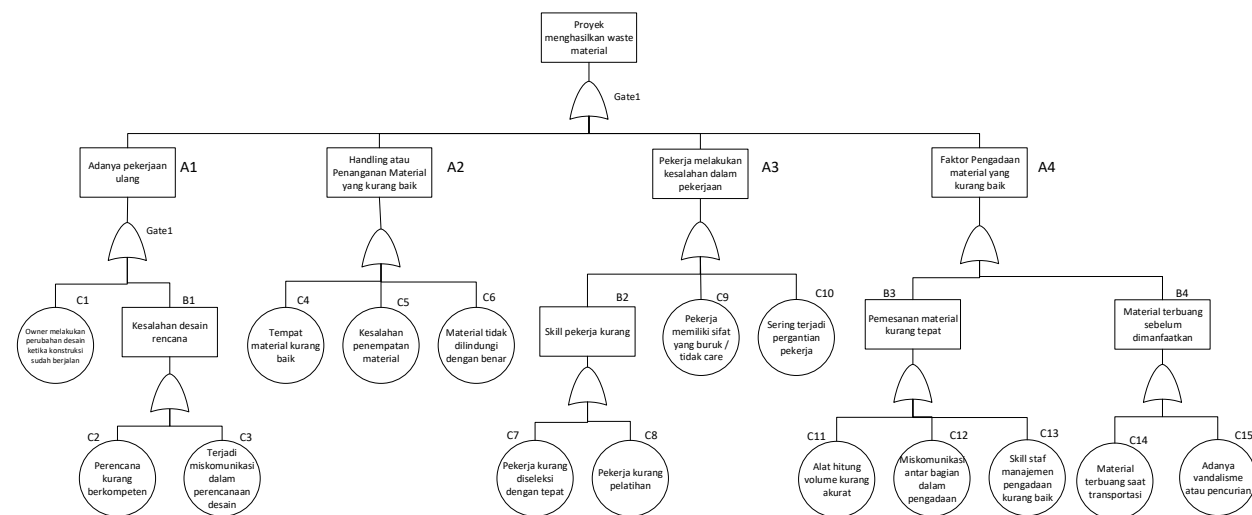 Proyek
menghasilkan waste
material
Gate1
Adanya pekerjaan
ulang
A1
Handling atau
Penanganan Material
yang kurang baik
A2
Pekerja melakukan
kesalahan dalam
pekerjaan
A3
Faktor Pengadaan
material yang
kurang baik
A4
Gate1
C1
Owner melakukan
perubahan desain
ketika konstruksi
sudah berjalan
B1
Kesalahan desain
rencana
C4
Tempat
material kurang
baik
C5
Kesalahan
penempatan
material
C6
Material tidak
dilindungi
dengan benar
B2
Skill pekerja kurang
C9
Pekerja
memiliki sifat
yang buruk /
tidak care
C10
Sering terjadi
pergantian
pekerja
B3
Pemesanan material
kurang tepat
B4
Material terbuang
sebelum
dimanfaatkan
C2
Perencana
kurang
berkompeten
C3
Terjadi
miskomunikasi
dalam
perencanaan
desain
C7
Pekerja kurang
diseleksi
dengan tepat
C8
Pekerja kurang
pelatihan
C11
Alat hitung
volume kurang
akurat
C12
Miskomunikasi
antar bagian
dalam
pengadaan
C13
Skill staf
manajemen
pengadaan
kurang baik
C14
Material
terbuang saat
transportasi
C15
Adanya
vandalisme
atau pencurian